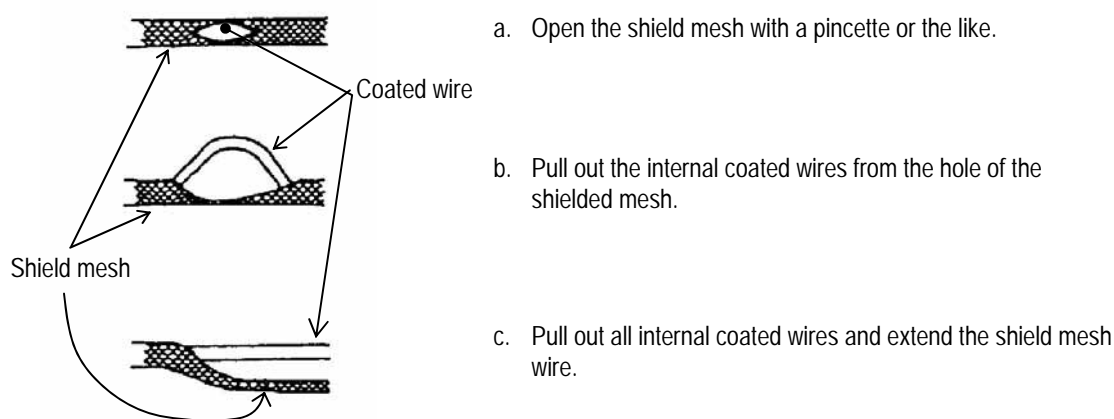 a. Open the shield mesh with a pincette or the like.
Coated wire
b. Pull out the internal coated wires from the hole of the
shielded mesh.
Shield mesh
c. Pull out all internal coated wires and extend the shield mesh
wire.